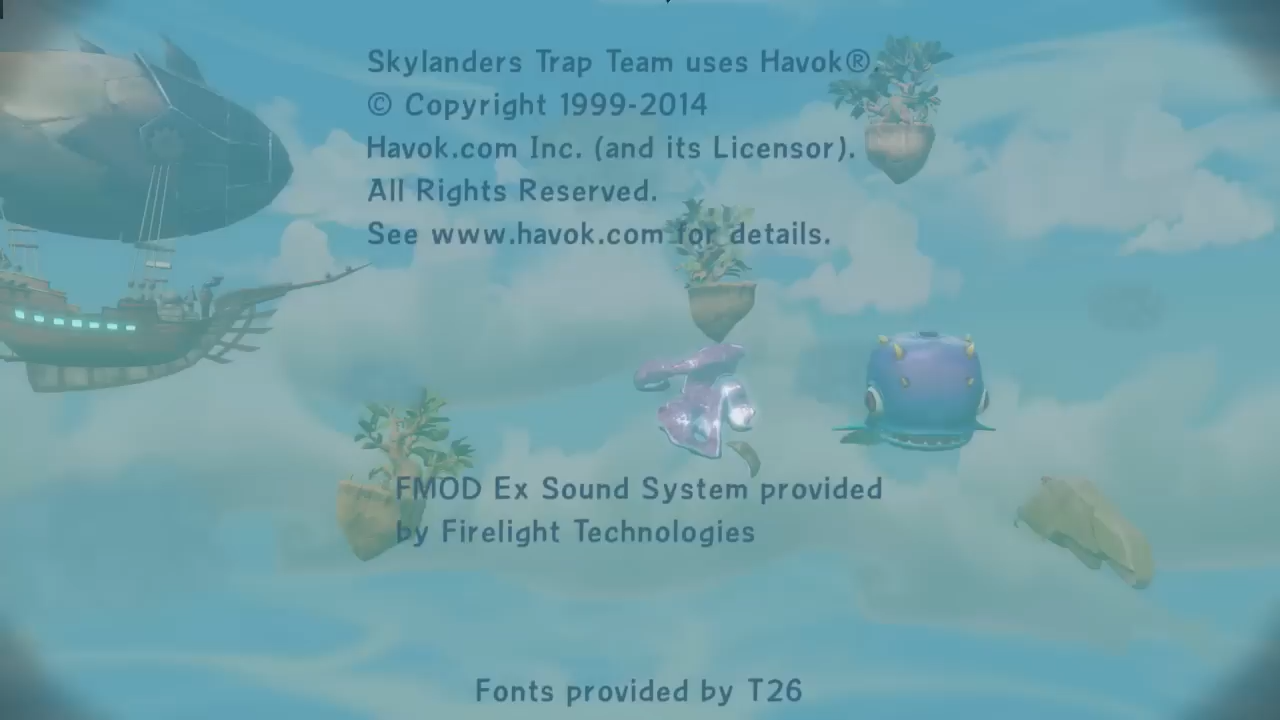 Skylanders Trap Team uses Havok®
© Copyright 1999-2014
Havok.com Inc. (and its Licensor).
All Rights Reserved.
See www.havok.com for details.
FMOD Ex Sound System provided
by Firelight Technologies
Fonts provided by T26